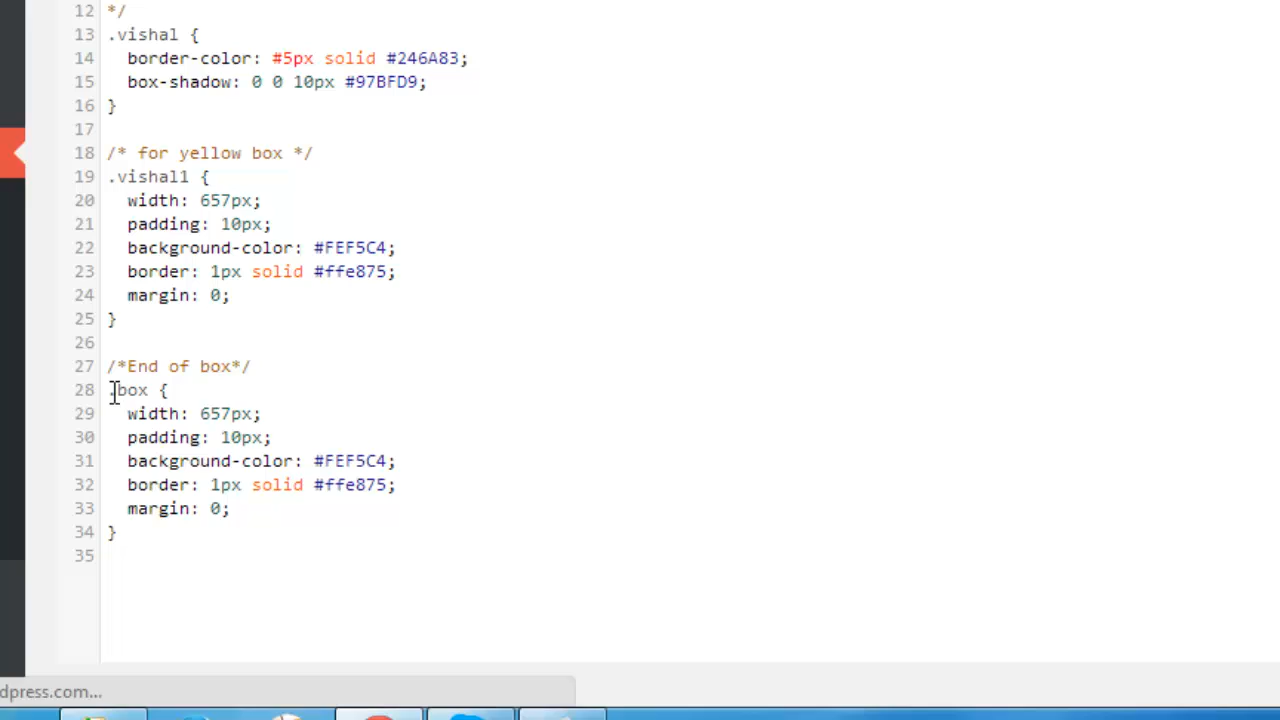 12 */
13 .vishal {
14 border-color: #5px solid #246A83;
15 box-shadow: 0 0 10px #97BFD9;
16 }
17
18 /* for yellow box */
19 .vishal1 {
20 width: 657px;
21 padding: 10px;
22 background-color: #FEF5C4;
23 border: 1px solid #ffe875;
24 margin: 0;
25 }
26
27 /*End of box*/
28 .box {
29 width: 657px;
30 padding: 10px;
31 background-color: #FEF5C4;
32 border: 1px solid #ffe875;
33 margin: 0;
34 }
35
dpress.com...